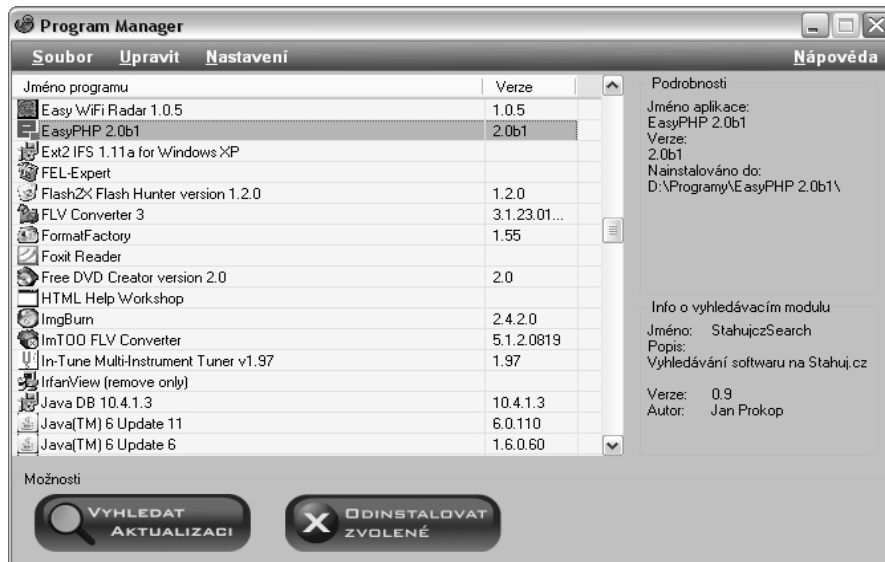 Program Manager
Soubor Upravit Nastavení Nápověda
Jméno programu Verze
Easy WiFi Radar 1.0.5 1.0.5
EasyPHP 2.0b1 2.0b1
Ext2 IFS 1.11a for Windows XP
FEL-Expert
Flash2X Flash Hunter version 1.2.0 1.2.0
FLV Converter 3 3.1.23.01...
FormatFactory 1.55
Foxit Reader
Free DVD Creator version 2.0 2.0
HTML Help Workshop
ImgBurn 2.4.2.0
ImTOO FLV Converter 5.1.2.0819
In-Tune Multi-Instrument Tuner v1.97 1.97
IrfanView (remove only)
Java DB 10.4.1.3 10.4.1.3
Java(TM) 6 Update 11 6.0.110
Java(TM) 6 Update 6 1.6.0.60
Podrobnosti
Jméno aplikace:
EasyPHP 2.0b1
Verze:
2.0b1
Nainstalováno do:
D:\Programy\EasyPHP 2.0b1\
Info o vyhledávacím modulu
Jméno: StahujczSearch
Popis:
Vyhledávání softwaru na Stahuj.cz
Verze: 0.9
Autor: Jan Prokop
Možnosti
VYHLEDAT
AKTUALIZACI
ODINSTALOVAT
ZVOLENÉ